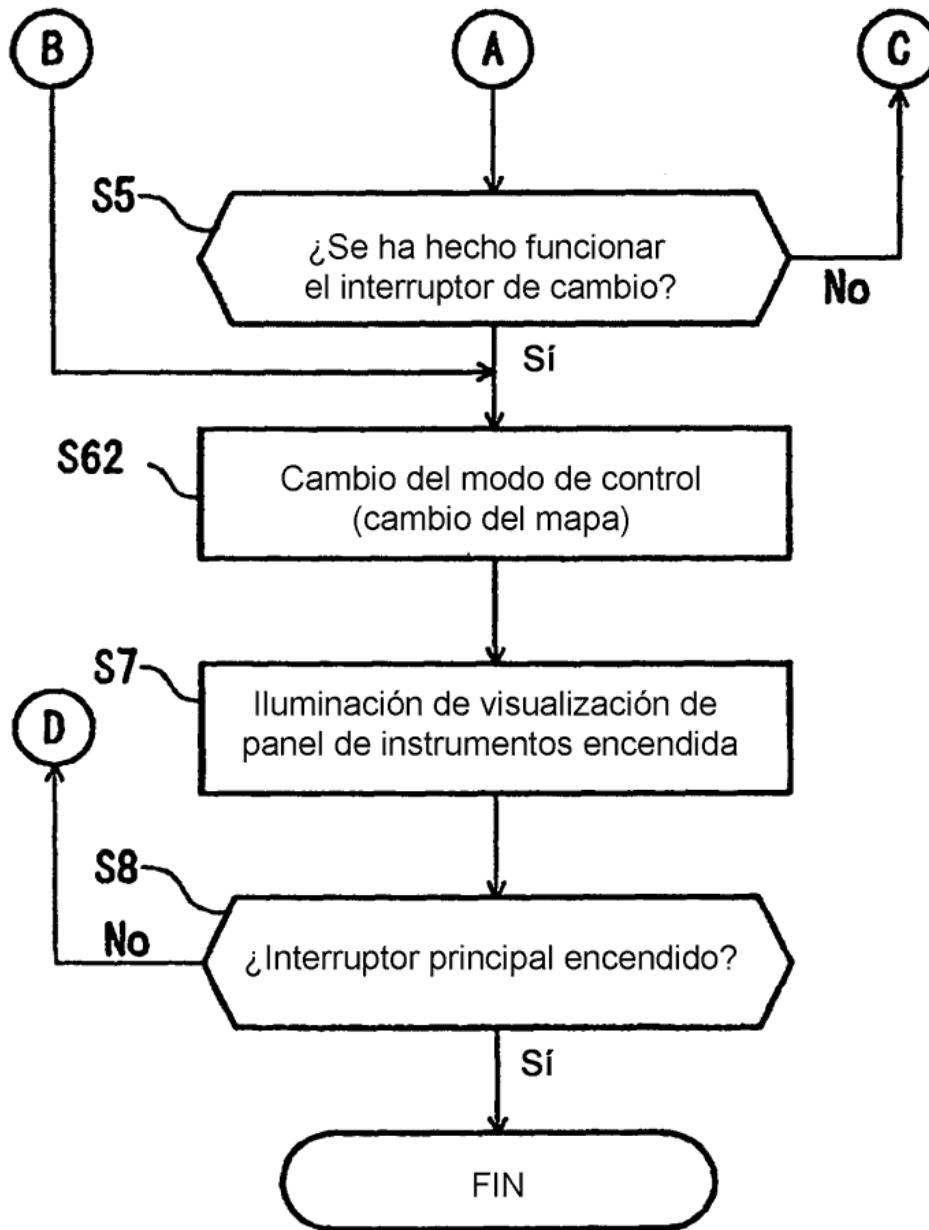 B
A
C
S5
¿Se ha hecho funcionar
el interruptor de cambio?
No
Sí
S62
Cambio del modo de control
(cambio del mapa)
S7
Iluminación de visualización de
panel de instrumentos encendida
D
S8
No
¿Interruptor principal encendido?
Sí
FIN